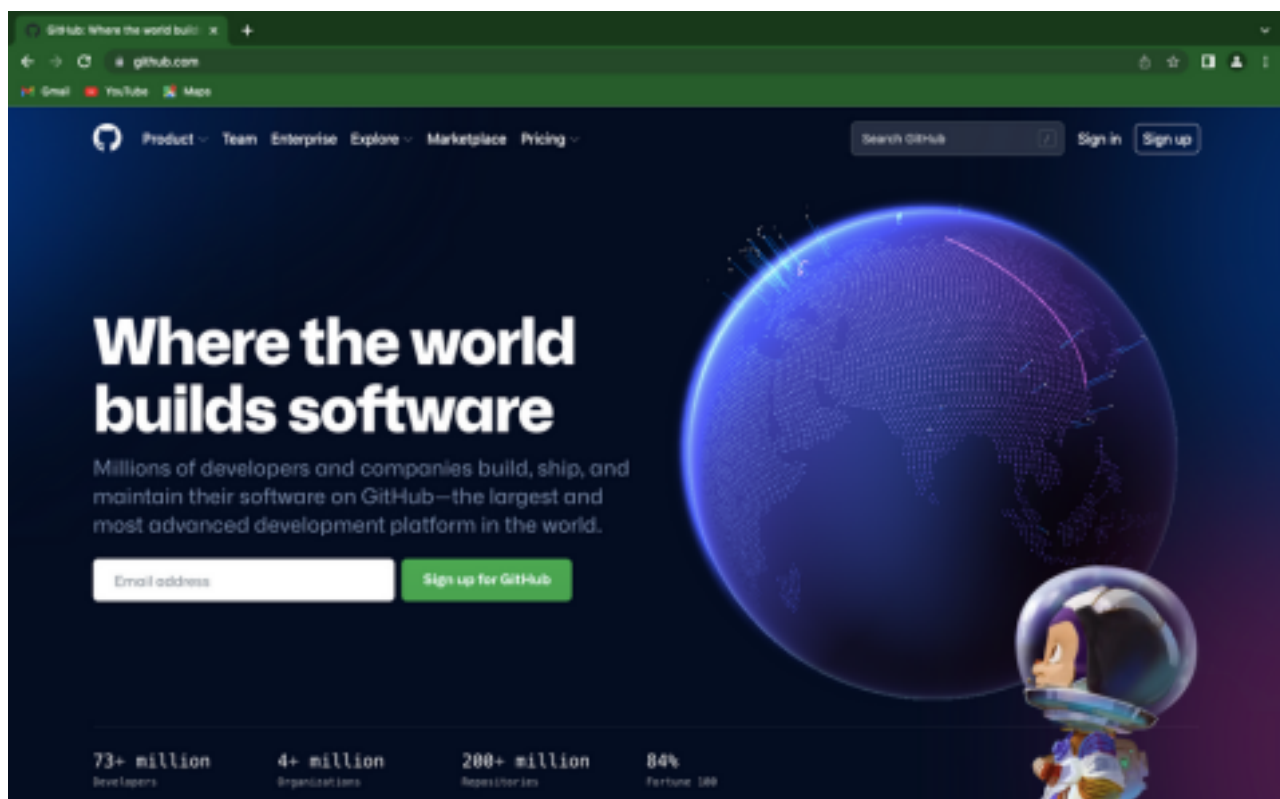 GitHub: Where the world buil
github.com
Gmail YouTube Maps
Product Team Enterprise Explore Marketplace Pricing
Search GitHub /
Sign in Sign up
Where the world
builds software
Millions of developers and companies build, ship, and
maintain their software on GitHub—the largest and
most advanced development platform in the world.
Email address Sign up for GitHub
73+ million 4+ million 200+ million 84%
Developers Organizations Repositories Fortune 100